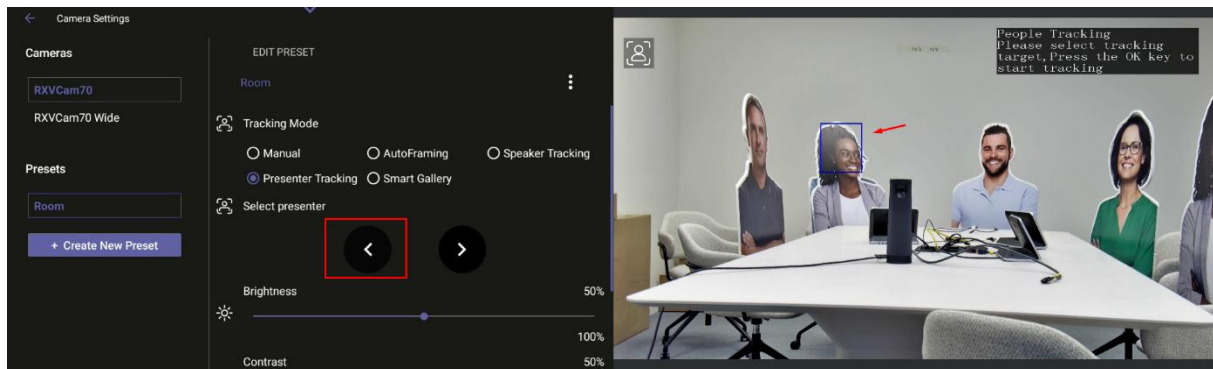 Camera Settings
Cameras
RXVCam70
RXVCam70 Wide
Presets
Room
+ Create New Preset
EDIT PRESET
Room
Tracking Mode
Manual
AutoFraming
Speaker Tracking
Presenter Tracking
Smart Gallery
Select presenter
Brightness
50%
100%
Contrast
50%
People Tracking
Please select tracking
target,Press the OK key to
start tracking